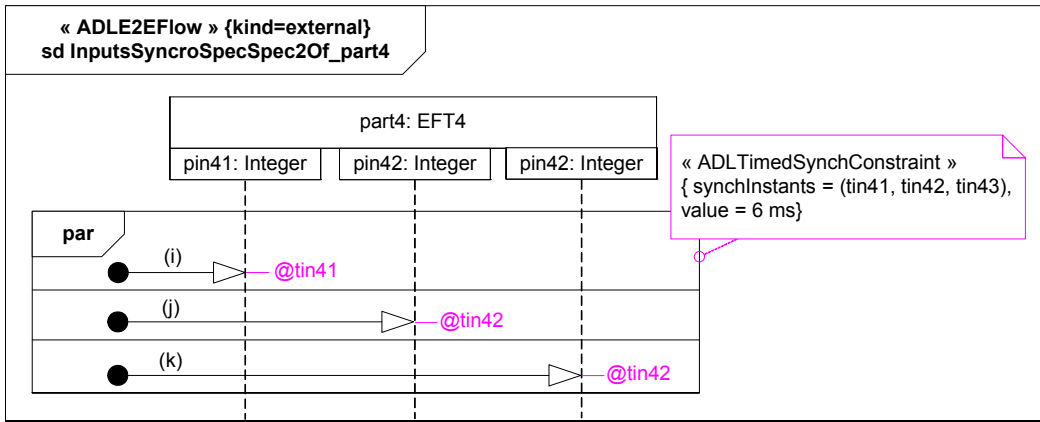 « ADLE2EFlow » {kind=external}
sd InputsSyncroSpecSpec2Of_part4
part4: EFT4
pin41: Integer
pin42: Integer
pin42: Integer
« ADLTimedSynchConstraint »
{ synchInstants = (tin41, tin42, tin43),
value = 6 ms}
par
(i)
@tin41
(j)
@tin42
(k)
@tin42